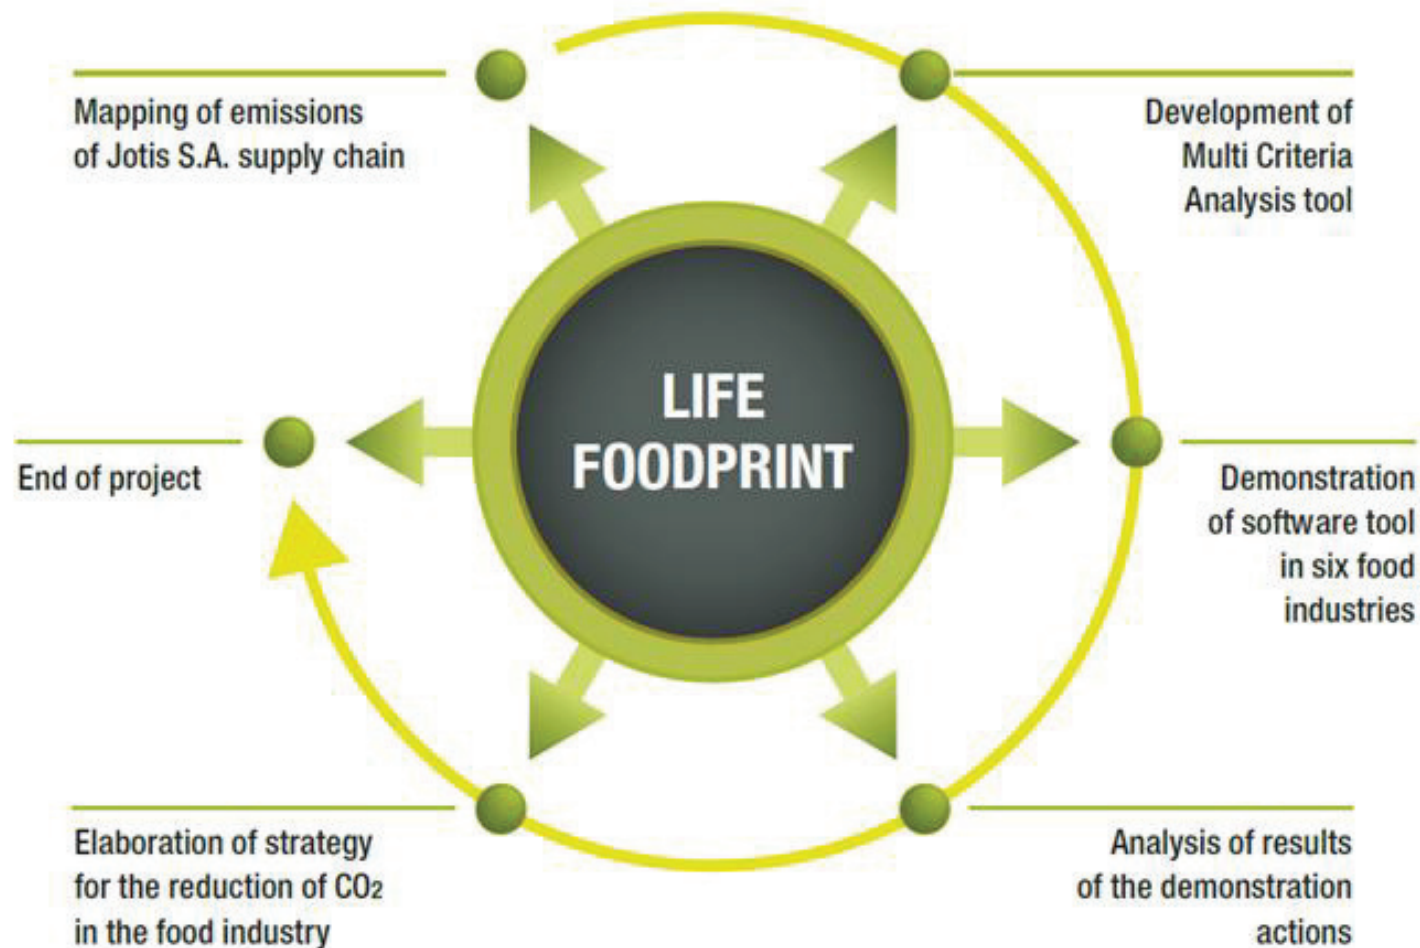 Mapping of emissions
of Jotis S.A. supply chain
Development of
Multi Criteria
Analysis tool
LIFE
FOODPRINT
End of project
Demonstration
of software tool
in six food
industries
Elaboration of strategy
for the reduction of CO₂
in the food industry
Analysis of results
of the demonstration
actions